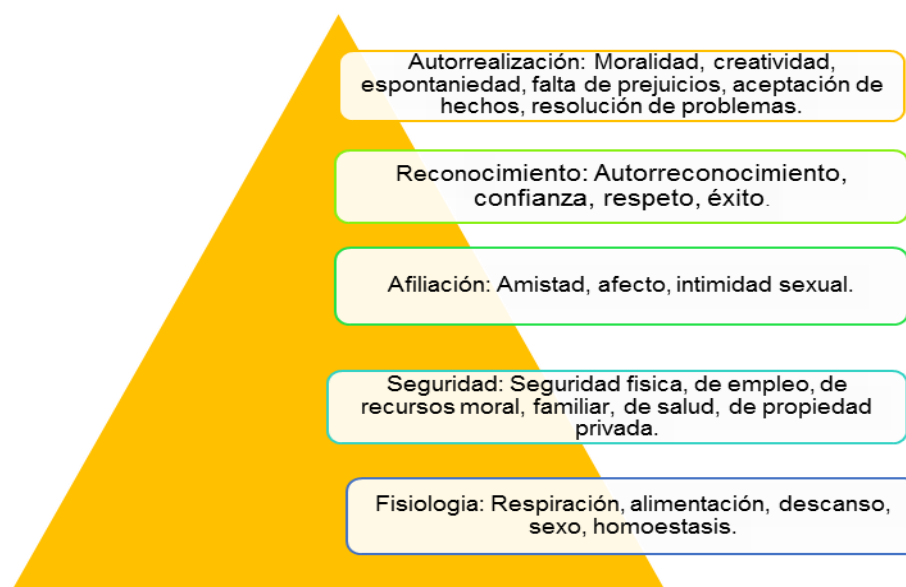 Autorrealización: Moralidad, creatividad,
espontaniedad, falta de prejuicios, aceptación de
hechos, resolución de problemas.
Reconocimiento: Autorreconocimiento,
confianza, respeto, éxito.
Afiliación: Amistad, afecto, intimidad sexual.
Seguridad: Seguridad fisica, de empleo, de
recursos moral, familiar, de salud, de propiedad
privada.
Fisiologia: Respiración, alimentación, descanso,
sexo, homoestasis.